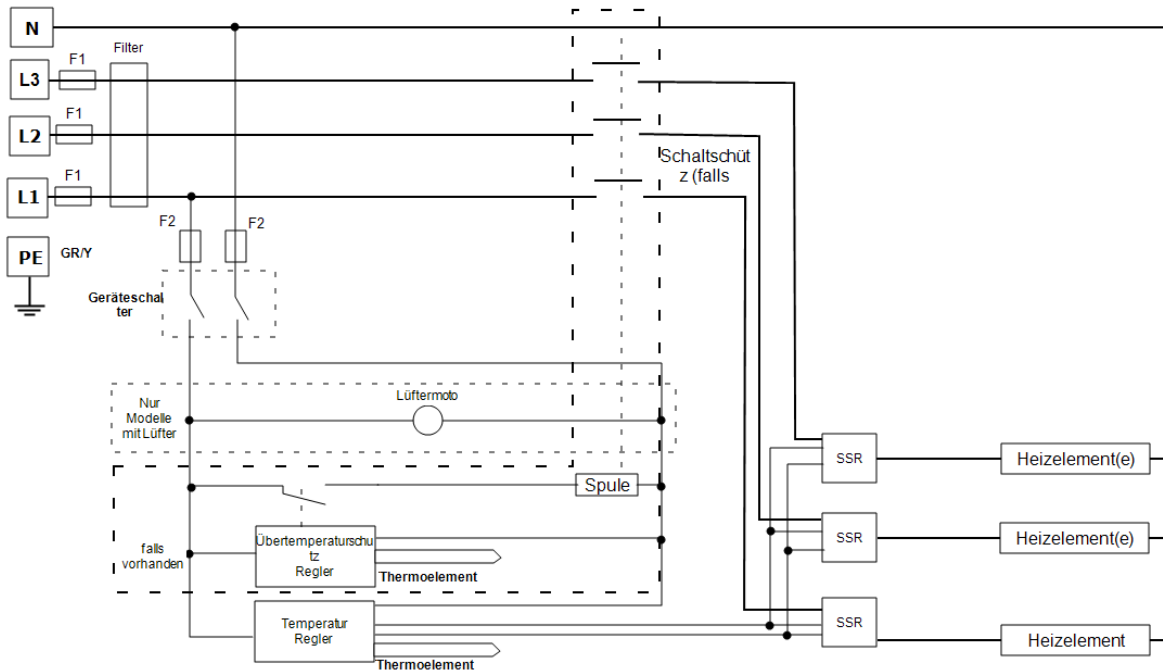 N
Filter
F1
L3
F1
L2
Schaltschüt
z (falls
F1
L1
F2
F2
PE
GR/Y
Geräteschal
ter
Nur
Modelle
mit Lüfter
Lüftermoto
SSR
Heizelement(e)
Spule
falls
vorhanden
Übertemperaturschu
tz
Regler
Thermoelement
SSR
Heizelement(e)
Temperatur
Regler
Thermoelement
SSR
Heizelement